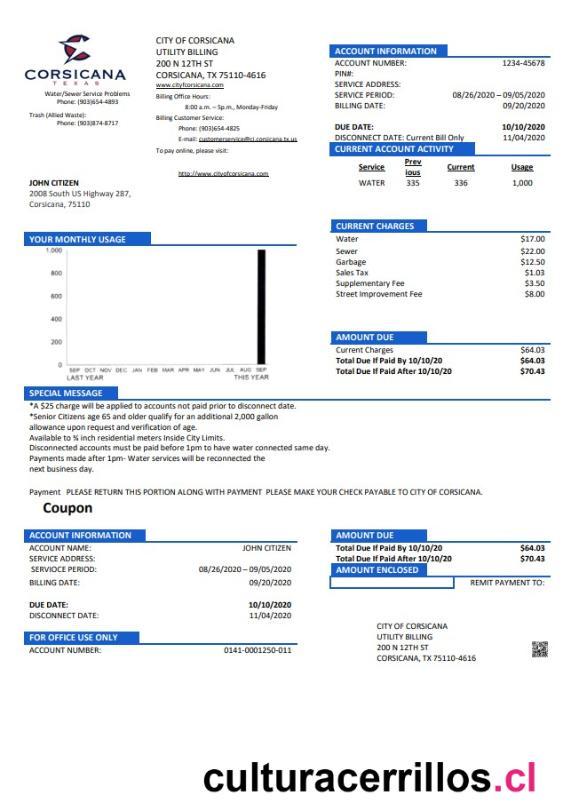 CORSICANA
TEXAS
Water/Sewer Service Problems
Phone: (903)654-4893
Trash (Allied Waste):
Phone: (903)874-8717
CITY OF CORSICANA
UTILITY BILLING
200 N 12TH ST
CORSICANA, TX 75110-4616
www.cityfcorsicana.com
Billing Office Hours:
8:00 a.m. – 5p.m., Monday-Friday
Billing Customer Service:
Phone: (903)654-4825
E-mail: customerservice@ci.corsicana.tx.us
To pay online, please visit:
http://www.cityofcorsicana.com
ACCOUNT INFORMATION
ACCOUNT NUMBER: 1234-45678
PIN#:
SERVICE ADDRESS:
SERVICE PERIOD: 08/26/2020 – 09/05/2020
BILLING DATE: 09/20/2020
DUE DATE: 10/10/2020
DISCONNECT DATE: Current Bill Only 11/04/2020
CURRENT ACCOUNT ACTIVITY
Service Prev ious Current Usage
WATER 335 336 1,000
JOHN CITIZEN
2008 South US Highway 287,
Corsicana, 75110
YOUR MONTHLY USAGE
1,000
800
600
400
200
0
SEP OCT NOV DEC JAN FEB MAR APR MAY JUN JUL AUG SEP
LAST YEAR THIS YEAR
CURRENT CHARGES
Water $17.00
Sewer $22.00
Garbage $12.50
Sales Tax $1.03
Supplementary Fee $3.50
Street Improvement Fee $8.00
AMOUNT DUE
Current Charges $64.03
Total Due If Paid By 10/10/20 $64.03
Total Due If Paid After 10/10/20 $70.43
SPECIAL MESSAGE
*A $25 charge will be applied to accounts not paid prior to disconnect date.
*Senior Citizens age 65 and older qualify for an additional 2,000 gallon
allowance upon request and verification of age.
Available to ¾ inch residential meters Inside City Limits.
Disconnected accounts must be paid before 1pm to have water connected same day.
Payments made after 1pm- Water services will be reconnected the
next business day.
Payment PLEASE RETURN THIS PORTION ALONG WITH PAYMENT PLEASE MAKE YOUR CHECK PAYABLE TO CITY OF CORSICANA.
Coupon
ACCOUNT INFORMATION
ACCOUNT NAME: JOHN CITIZEN
SERVICE ADDRESS:
SERVIOCE PERIOD: 08/26/2020 – 09/05/2020
BILLING DATE: 09/20/2020
DUE DATE: 10/10/2020
DISCONNECT DATE: 11/04/2020
FOR OFFICE USE ONLY:
ACCOUNT NUMBER: 0141-0001250-011
AMOUNT DUE
Total Due If Paid By 10/10/20 $64.03
Total Due If Paid After 10/10/20 $70.43
AMOUNT ENCLOSED
REMIT PAYMENT TO:
CITY OF CORSICANA
UTILITY BILLING
200 N 12TH ST
CORSICANA, TX 75110-4616
culturacerrillos.cl